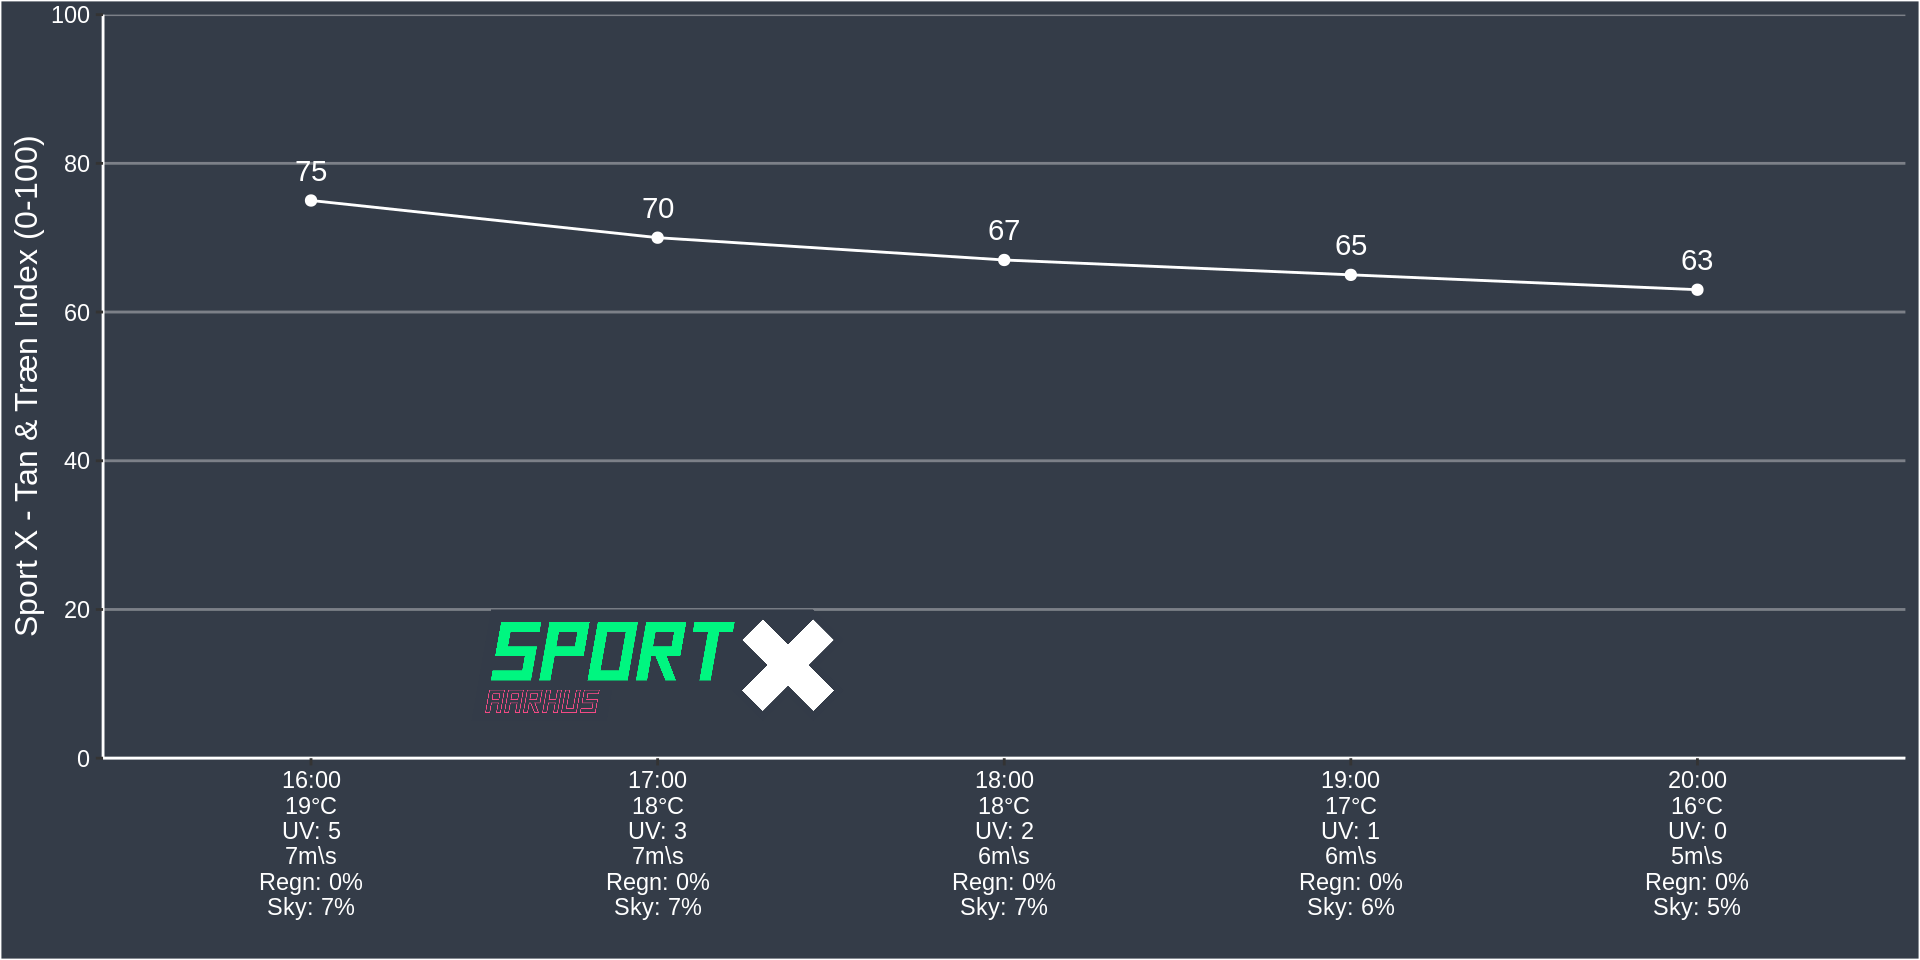 Sport X - Tan & Træn Index (0-100)
100
80
60
40
20
0
75
70
67
65
63
SPORT X
AARHUS
16:00
19°C
UV: 5
7m\s
Regn: 0%
Sky: 7%
17:00
18°C
UV: 3
7m\s
Regn: 0%
Sky: 7%
18:00
18°C
UV: 2
6m\s
Regn: 0%
Sky: 7%
19:00
17°C
UV: 1
6m\s
Regn: 0%
Sky: 6%
20:00
16°C
UV: 0
5m\s
Regn: 0%
Sky: 5%